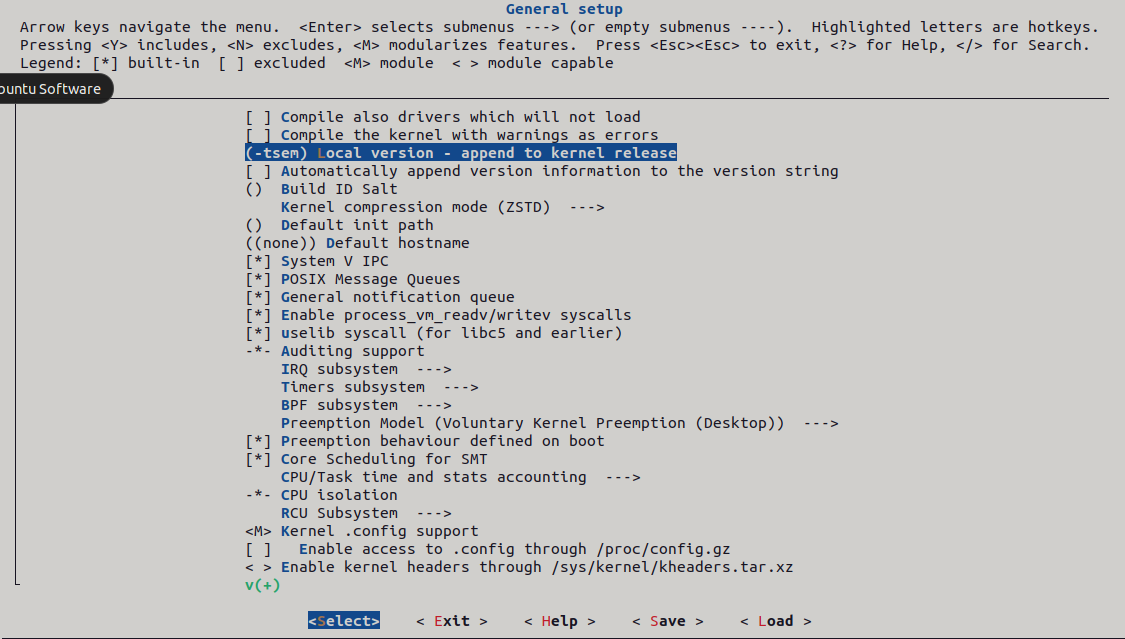 General setup
Arrow keys navigate the menu. <Enter> selects submenus ---> (or empty submenus ----). Highlighted letters are hotkeys.
Pressing <Y> includes, <N> excludes, <M> modularizes features. Press <Esc><Esc> to exit, <?> for Help, </> for Search.
Legend: [*] built-in [ ] excluded <M> module < > module capable
ountu Software
[ ] Compile also drivers which will not load
[ ] Compile the kernel with warnings as errors
(-tsem) Local version - append to kernel release
[ ] Automatically append version information to the version string
() Build ID Salt
Kernel compression mode (ZSTD) --->
() Default init path
((none)) Default hostname
[*] System V IPC
[*] POSIX Message Queues
[*] General notification queue
[*] Enable process_vm_readv/writev syscalls
[*] uselib syscall (for libc5 and earlier)
-*- Auditing support
IRQ subsystem --->
Timers subsystem --->
BPF subsystem --->
Preemption Model (Voluntary Kernel Preemption (Desktop)) --->
[*] Preemption behaviour defined on boot
[*] Core Scheduling for SMT
CPU/Task time and stats accounting --->
-*- CPU isolation
RCU Subsystem --->
<M> Kernel .config support
[ ] Enable access to .config through /proc/config.gz
< > Enable kernel headers through /sys/kernel/kheaders.tar.xz
v(+)
<Select> < Exit > < Help > < Save > < Load >